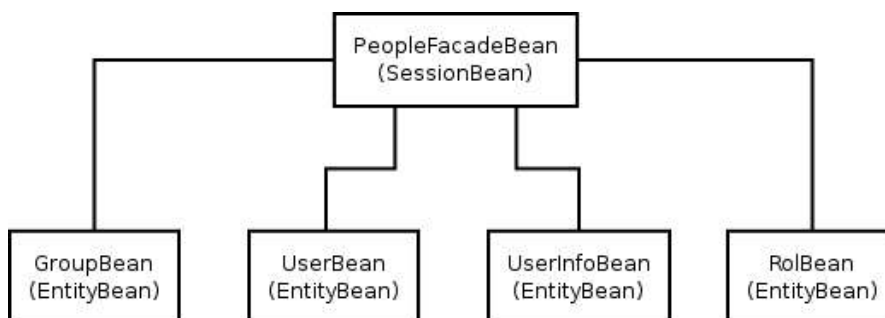 PeopleFacadeBean
(SessionBean)
GroupBean
(EntityBean)
UserBean
(EntityBean)
UserInfoBean
(EntityBean)
RolBean
(EntityBean)